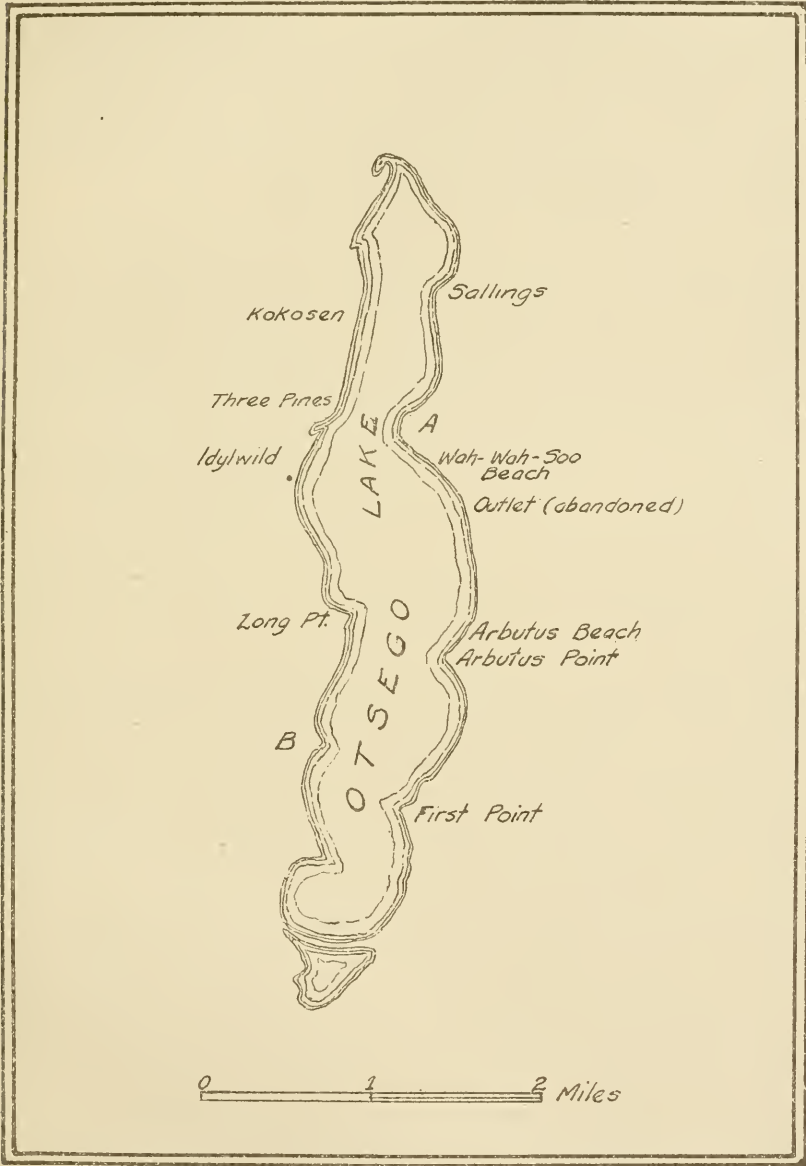 Sallings
Kokosen
Three Pines
A
Idylwild
Wah-Wah-Soo
Beach
Outlet (abandoned)
Long Pt.
Arbutus Beach
Arbutus Point
LAKE
OTSEGO
B
First Point
0 1 2 Miles